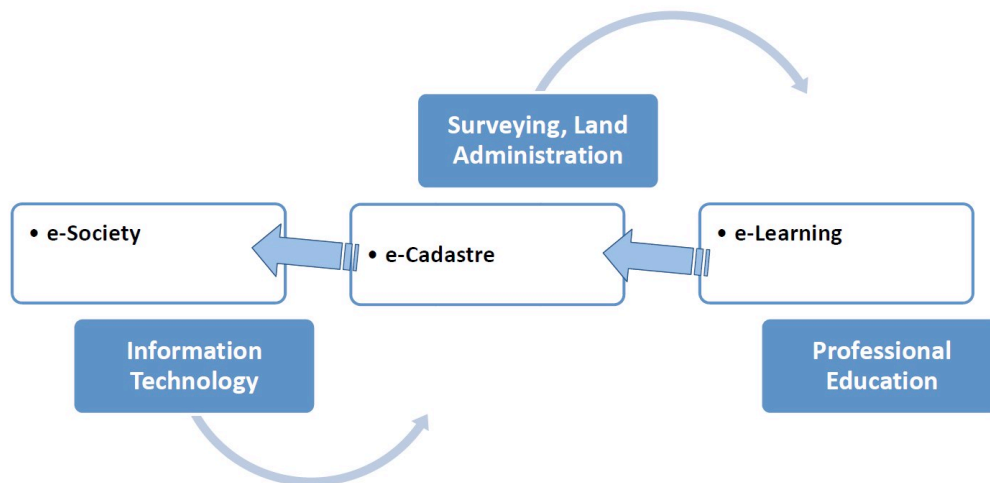 Surveying, Land
Administration
• e-Society
• e-Cadastre
• e-Learning
Information
Technology
Professional
Education